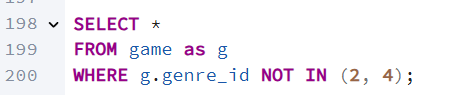 198 SELECT *
199 FROM game as g
200 WHERE g.genre_id NOT IN (2, 4);